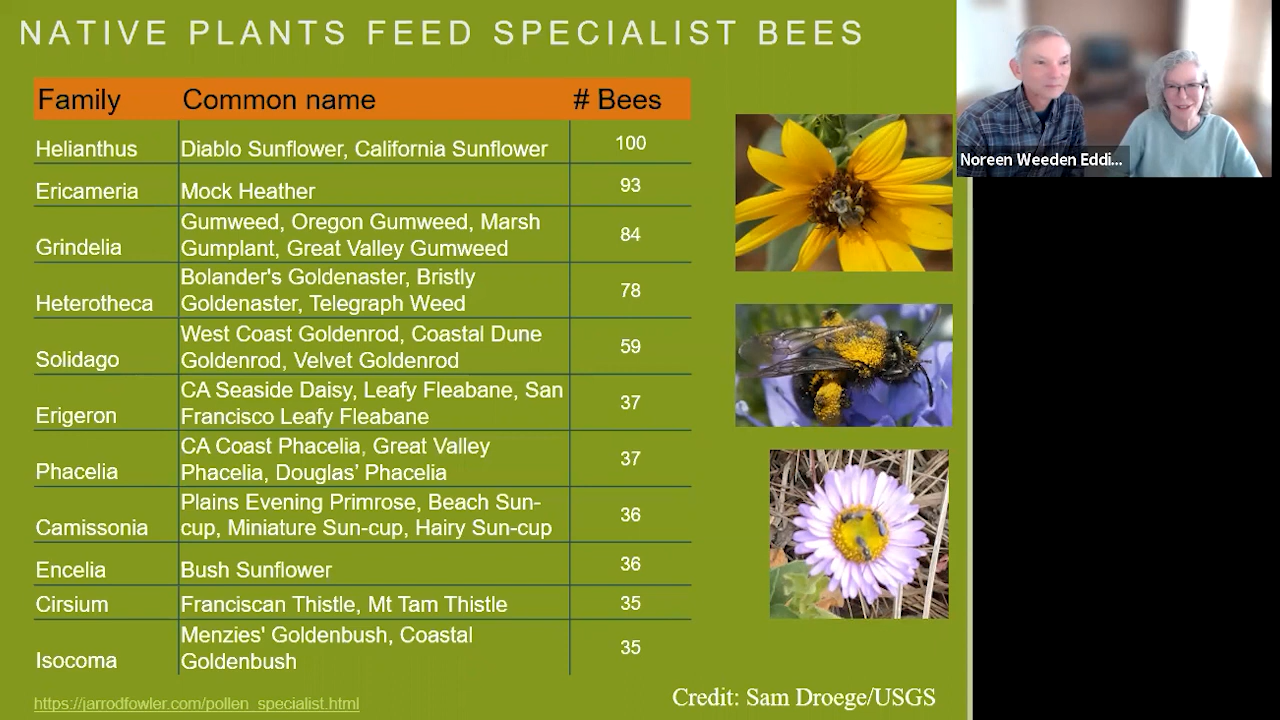 NATIVE PLANTS FEED SPECIALIST BEES
Family Common name # Bees
Helianthus Diablo Sunflower, California Sunflower 100
Ericameria Mock Heather 93
Grindelia Gumweed, Oregon Gumweed, Marsh
Gumplant, Great Valley Gumweed 84
Heterotheca Bolander's Goldenaster, Bristly
Goldenaster, Telegraph Weed 78
Solidago West Coast Goldenrod, Coastal Dune
Goldenrod, Velvet Goldenrod 59
Erigeron CA Seaside Daisy, Leafy Fleabane, San
Francisco Leafy Fleabane 37
Phacelia CA Coast Phacelia, Great Valley
Phacelia, Douglas' Phacelia 37
Camissonia Plains Evening Primrose, Beach Sun-
cup, Miniature Sun-cup, Hairy Sun-cup 36
Encelia Bush Sunflower 36
Cirsium Franciscan Thistle, Mt Tam Thistle 35
Isocoma Menzies' Goldenbush, Coastal
Goldenbush 35
https://jarrodfowler.com/pollen_specialist.html
Credit: Sam Droege/USGS
Noreen Weeden Eddi...